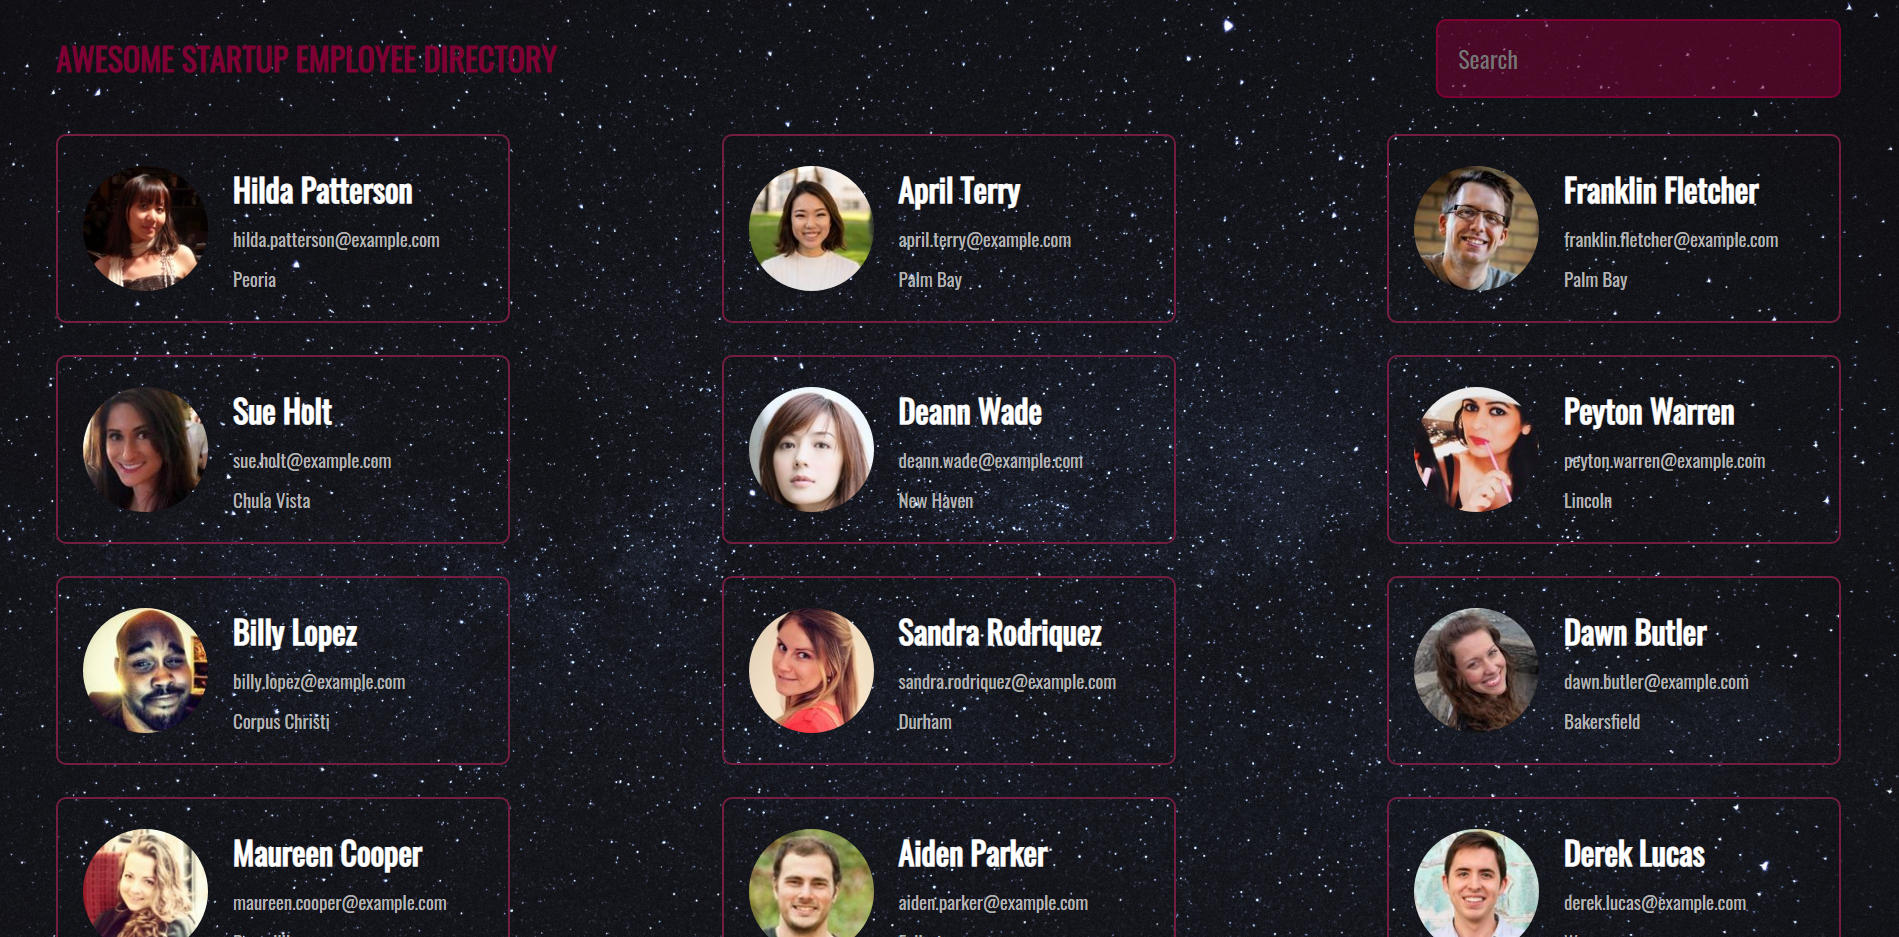 AWESOME STARTUP EMPLOYEE DIRECTORY
Search
Hilda Patterson
hilda.patterson@example.com
Peoria
April Terry
april.terry@example.com
Palm Bay
Franklin Fletcher
franklin.fletcher@example.com
Palm Bay
Sue Holt
sue.holt@example.com
Chula Vista
Deann Wade
deann.wade@example.com
New Haven
Peyton Warren
peyton.warren@example.com
Lincoln
Billy Lopez
billy.lopez@example.com
Corpus Christi
Sandra Rodriquez
sandra.rodriquez@example.com
Durham
Dawn Butler
dawn.butler@example.com
Bakersfield
Maureen Cooper
maureen.cooper@example.com
Aiden Parker
aiden.parker@example.com
Derek Lucas
derek.lucas@example.com